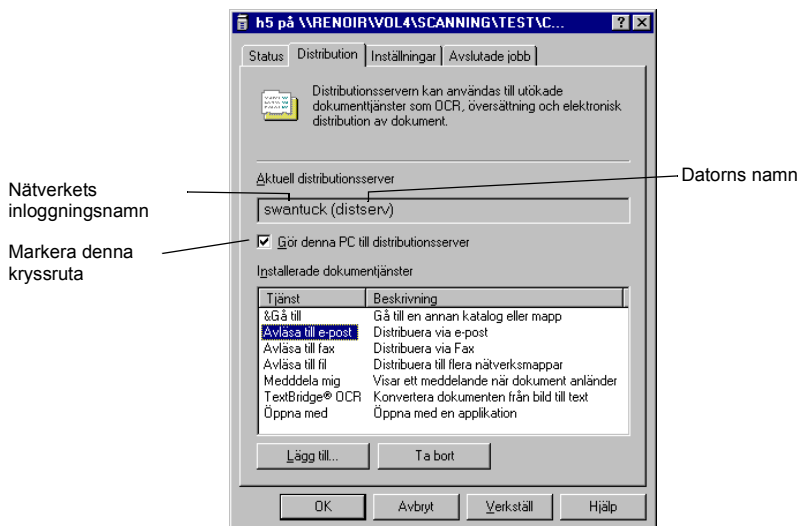 h5 på \\RENOIR\VOL4\SCANNING\TEST\C...
Status Distribution Inställningar Avslutade jobb
Distributionsservern kan användas till utökade
dokumenttjänster som OCR, översättning och elektronisk
distribution av dokument.
Aktuell distributionsserver
Datorns namn
Nätverkets
inloggningsnamn
swantuck (distserv)
Markera denna
kryssruta
Gör denna PC till distributionsserver
Installerade dokumentjänster
Tjänst Beskrivning
&Gå till Gå till en annan katalog eller mapp
Avläsa till e-post Distribuera via e-post
Avläsa till fax Distribuera via Fax
Avläsa till fil Distribuera till flera nätverksmappar
Medddela mig Visar ett meddelande när dokument anländer
TextBridge® OCR Konvertera dokumenten från bild till text
Öppna med Öppna med en applikation
Lägg till... Ta bort
OK Avbryt Verkställ Hjälp